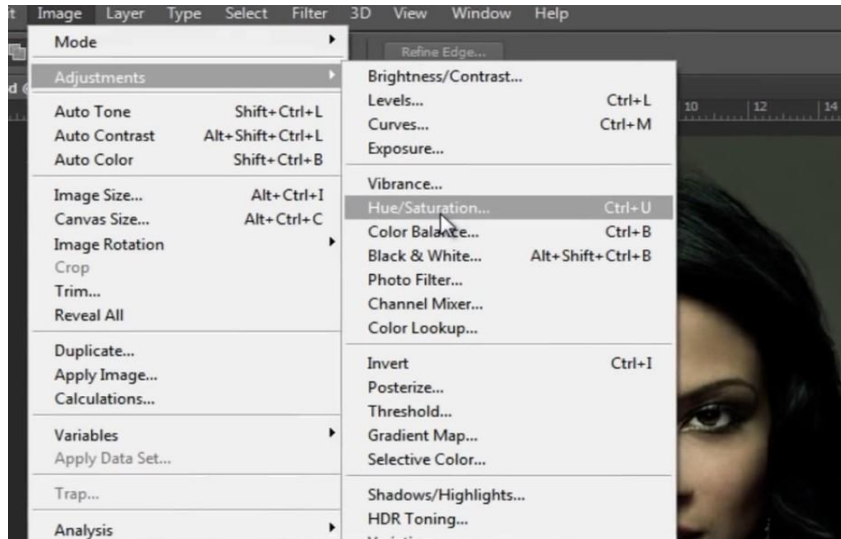 Image Layer Type Select Filter 3D View Window Help
Mode
Refine Edge...
Adjustments
Auto Tone Shift+Ctrl+L
Auto Contrast Alt+Shift+Ctrl+L
Auto Color Shift+Ctrl+B
Image Size... Alt+Ctrl+I
Canvas Size... Alt+Ctrl+C
Image Rotation
Crop
Trim...
Reveal All
Duplicate...
Apply Image...
Calculations...
Variables
Apply Data Set...
Trap...
Analysis
Brightness/Contrast...
Levels... Ctrl+L
Curves... Ctrl+M
Exposure...
Vibrance...
Hue/Saturation... Ctrl+U
Color Balance... Ctrl+B
Black & White... Alt+Shift+Ctrl+B
Photo Filter...
Channel Mixer...
Color Lookup...
Invert Ctrl+I
Posterize...
Threshold...
Gradient Map...
Selective Color...
Shadows/Highlights...
HDR Toning...
10 12 14